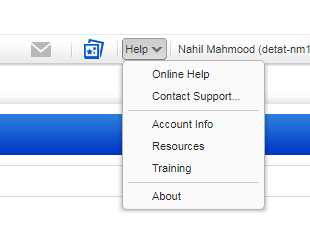 Help Nahil Mahmood (detat-nm1
Online Help
Contact Support...
Account Info
Resources
Training
About